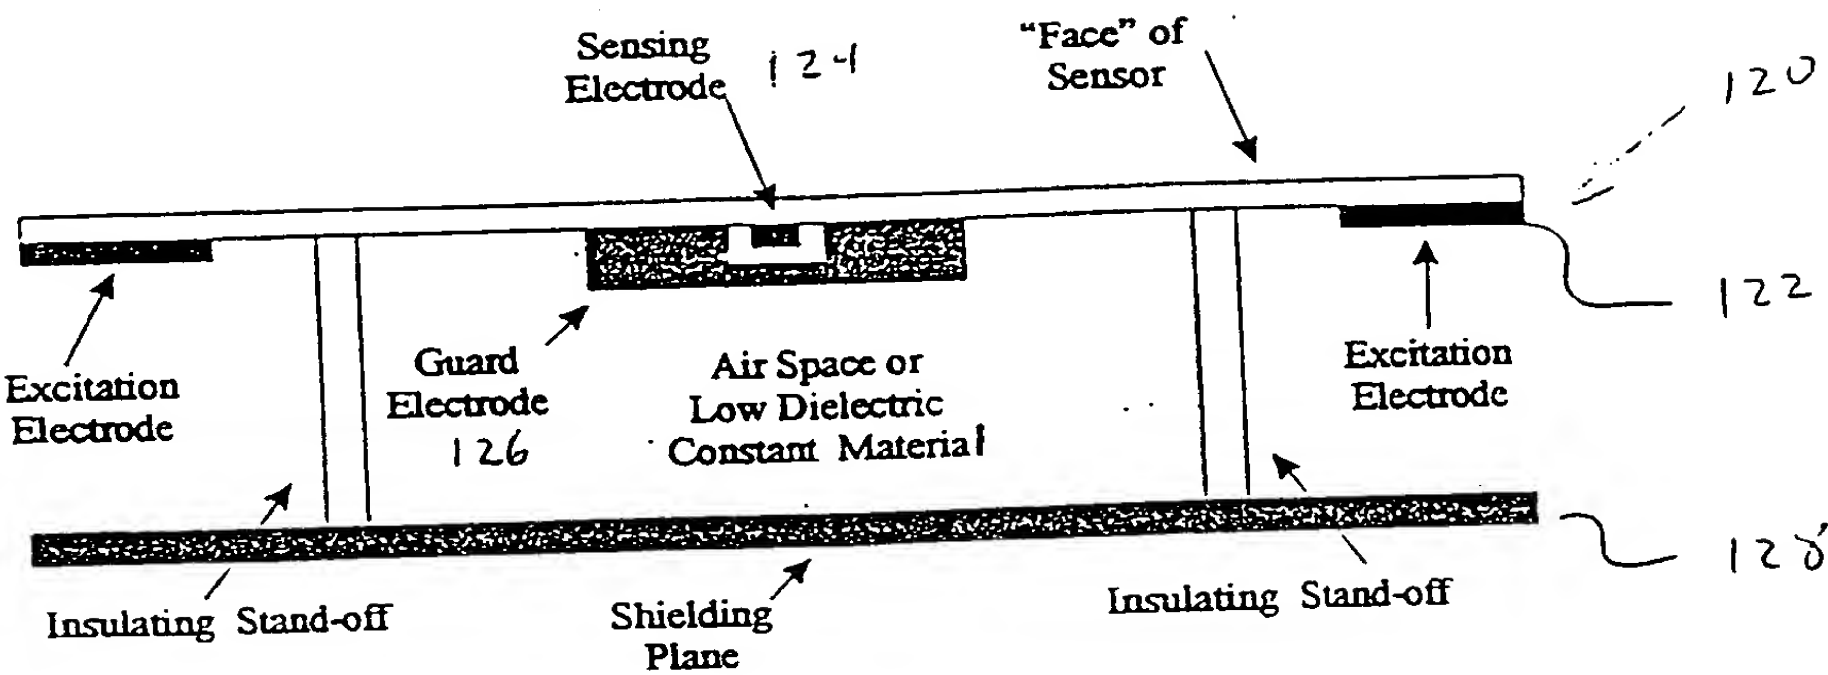 Sensing
Electrode
124
"Face" of
Sensor
120
122
Excitation
Electrode
Guard
Electrode
126
Air Space or
Low Dielectric
Constant Material
Excitation
Electrode
128
Insulating Stand-off
Shielding
Plane
Insulating Stand-off